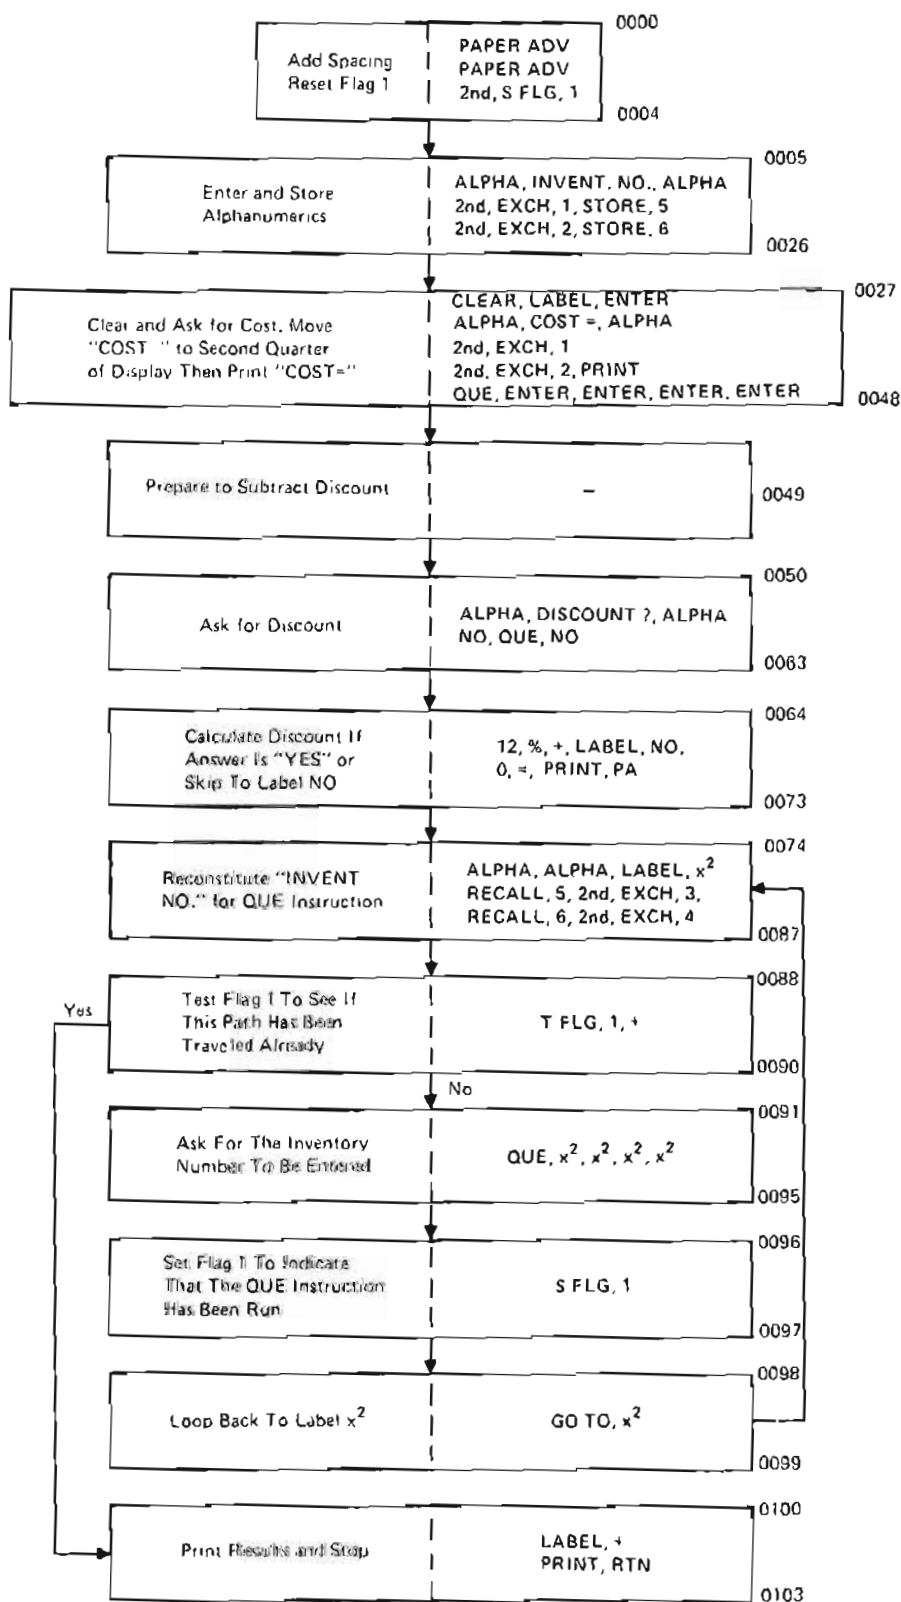 0000
Add Spacing
Reset Flag 1
PAPER ADV
PAPER ADV
2nd, S FLG, 1
0004
0005
Enter and Store
Alphanumerics
ALPHA, INVENT. NO., ALPHA
2nd, EXCH, 1, STORE, 5
2nd, EXCH, 2, STORE, 6
0026
0027
Clear and Ask for Cost, Move
"COST " to Second Quarter
of Display Then Print "COST="
CLEAR, LABEL, ENTER
ALPHA, COST =, ALPHA
2nd, EXCH, 1
2nd, EXCH, 2, PRINT
QUE, ENTER, ENTER, ENTER, ENTER
0048
Prepare to Subtract Discount
–
0049
0050
Ask for Discount
ALPHA, DISCOUNT ?, ALPHA
NO, QUE, NO
0063
0064
Calculate Discount If
Answer Is "YES" or
Skip To Label NO
12, %, +, LABEL, NO,
0, =, PRINT, PA
0073
0074
Reconstitute "INVENT
NO." for QUE Instruction
ALPHA, ALPHA, LABEL, x²
RECALL, 5, 2nd, EXCH, 3,
RECALL, 6, 2nd, EXCH, 4
0087
0088
Yes
Test Flag 1 To See If
This Path Has Been
Traveled Already
T FLG, 1, +
0090
No
0091
Ask For The Inventory
Number To Be Entered
QUE, x², x², x², x²
0095
0096
Set Flag 1 To Indicate
That The QUE Instruction
Has Been Run
S FLG, 1
0097
0098
Loop Back To Label x²
GO TO, x²
0099
0100
Print Results and Stop
LABEL, +
PRINT, RTN
0103